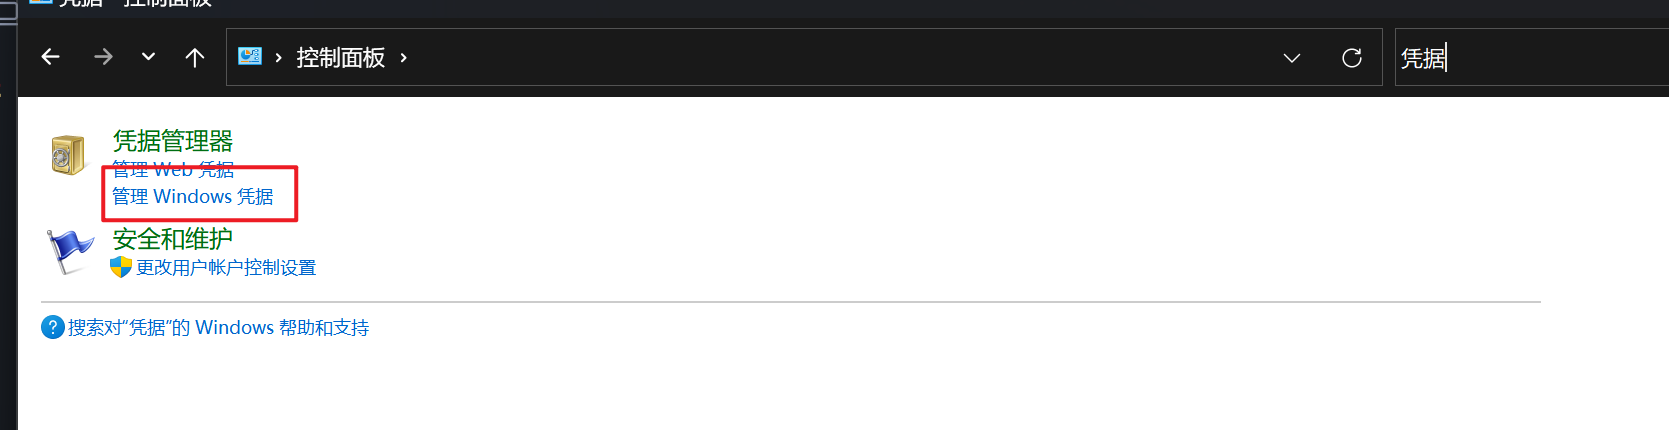 凭据 - 控制面板
控制面板
凭据
凭据管理器
管理 Web 凭据
管理 Windows 凭据
安全和维护
更改用户帐户控制设置
搜索对"凭据"的 Windows 帮助和支持